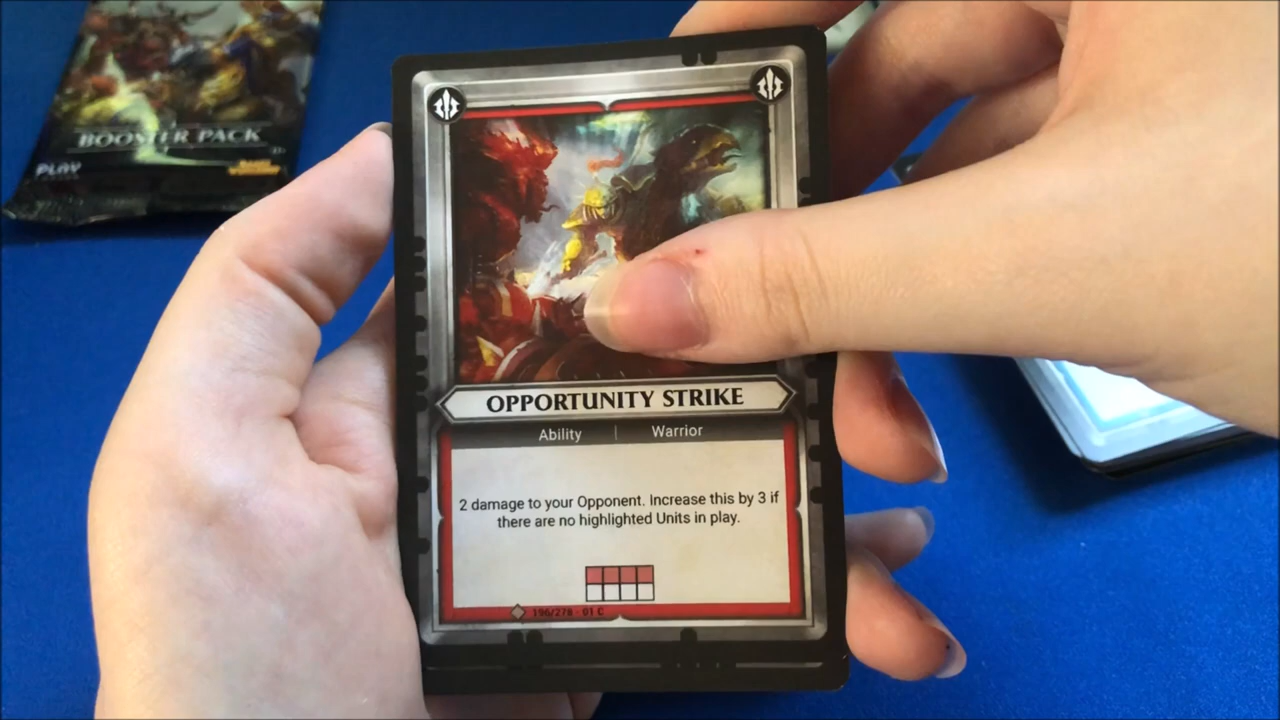 BOOSTER PACK
PLAY
OPPORTUNITY STRIKE
Ability | Warrior
2 damage to your Opponent. Increase this by 3 if
there are no highlighted Units in play.
196/278 - 01 C